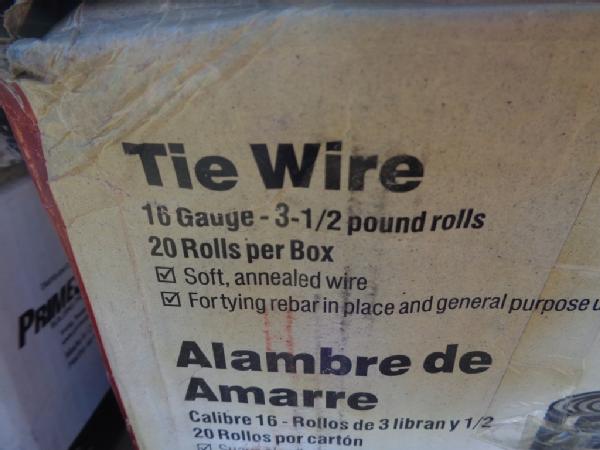 Tie Wire
16 Gauge - 3-1/2 pound rolls
20 Rolls per Box
☑ Soft, annealed wire
☑ For tying rebar in place and general purpose
Alambre de
Amarre
Calibre 16 - Rollos de 3 libran y 1/2
20 Rollos por cartón